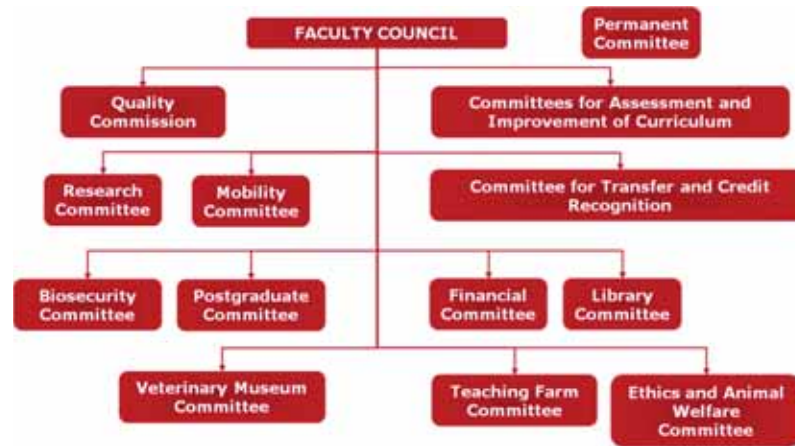 FACULTY COUNCIL
Permanent
Committee
Quality
Commission
Committees for Assessment and
Improvement of Curriculum
Research
Committee
Mobility
Committee
Committee for Transfer and Credit
Recognition
Biosecurity
Committee
Postgraduate
Committee
Financial
Committee
Library
Committee
Veterinary Museum
Committee
Teaching Farm
Committee
Ethics and Animal
Welfare
Committee